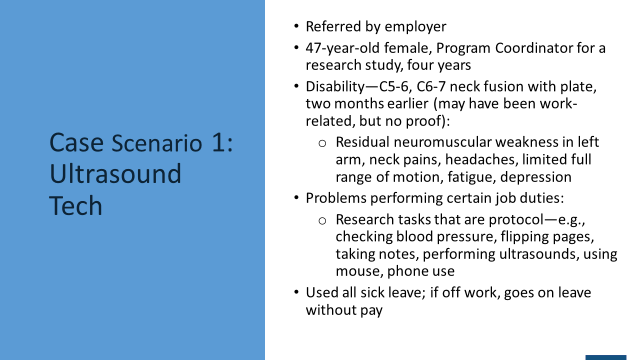 Case Scenario 1:
Ultrasound
Tech
• Referred by employer
• 47-year-old female, Program Coordinator for a
research study, four years
• Disability—C5-6, C6-7 neck fusion with plate,
two months earlier (may have been work-
related, but no proof):
o Residual neuromuscular weakness in left
arm, neck pains, headaches, limited full
range of motion, fatigue, depression
• Problems performing certain job duties:
o Research tasks that are protocol—e.g.,
checking blood pressure, flipping pages,
taking notes, performing ultrasounds, using
mouse, phone use
• Used all sick leave; if off work, goes on leave
without pay